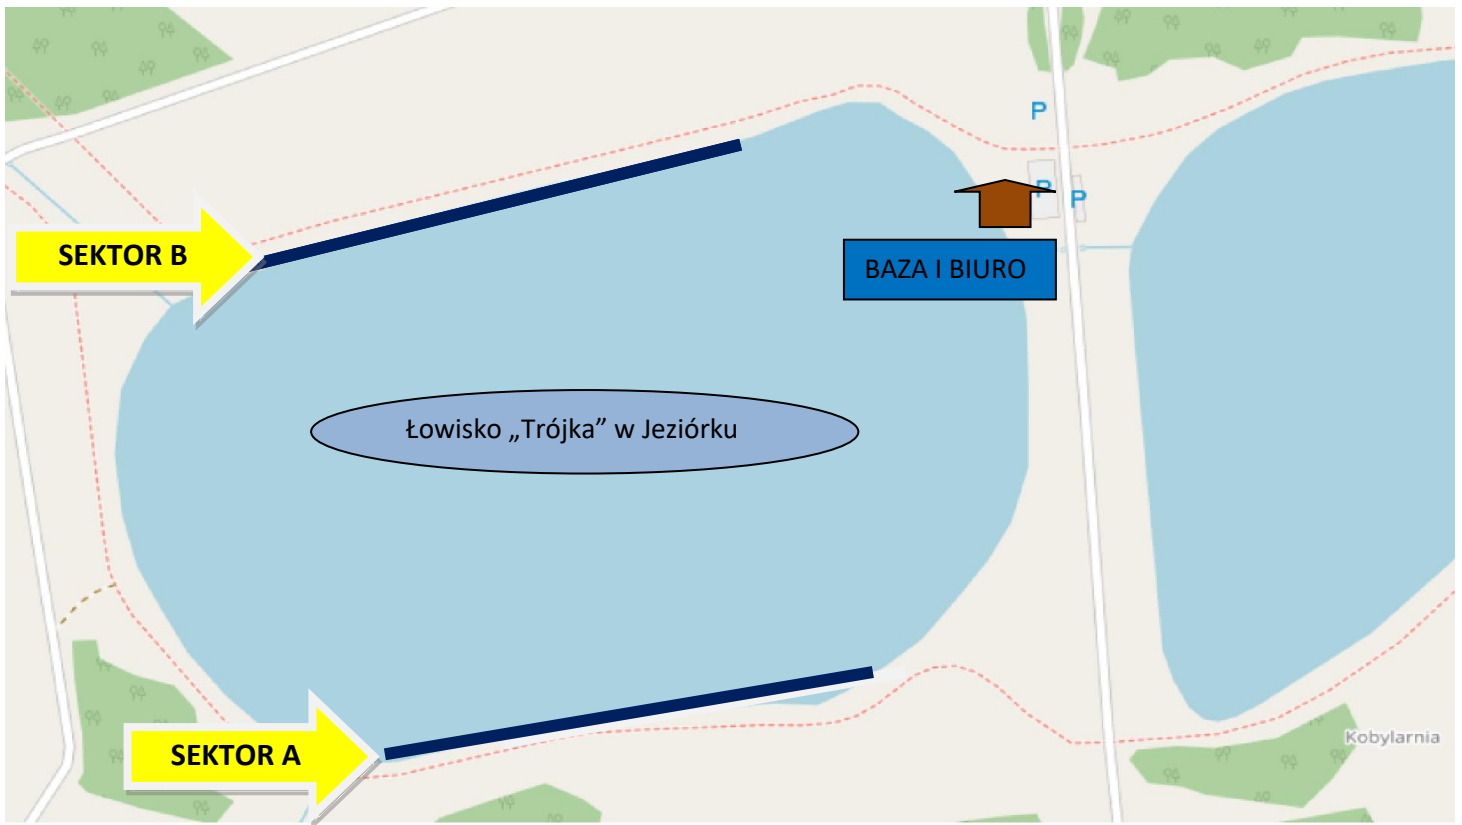 P
P
P
SEKTOR B
BAZA I BIURO
Łowisko „Trójka” w Jeziórku
Kobylarnia
SEKTOR A